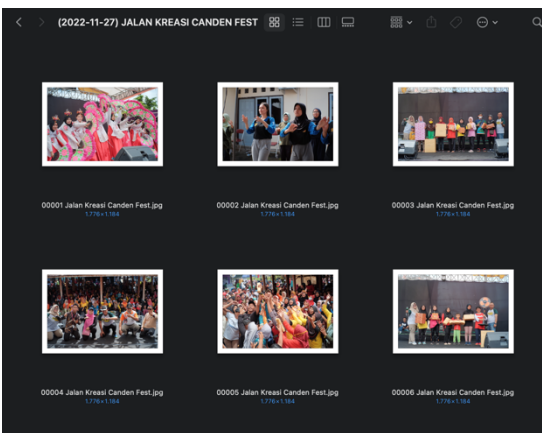 (2022-11-27) JALAN KREASI CANDEN FEST
00001 Jalan Kreasi Canden Fest.jpg
1.776×1.184
00002 Jalan Kreasi Canden Fest.jpg
1.776×1.184
00003 Jalan Kreasi Canden Fest.jpg
1.776×1.184
00004 Jalan Kreasi Canden Fest.jpg
1.776×1.184
00005 Jalan Kreasi Canden Fest.jpg
1.776×1.184
00006 Jalan Kreasi Canden Fest.jpg
1.776×1.184